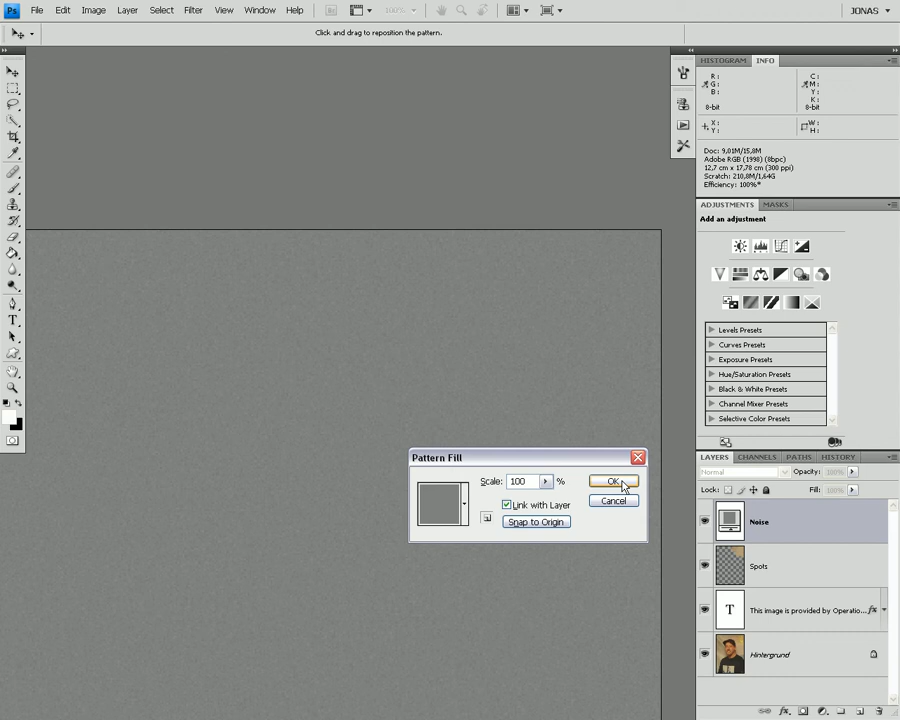 Ps File Edit Image Layer Select Filter View Window Help 100% JONAS
Click and drag to reposition the pattern.
HISTOGRAM INFO
R: C:
G: M:
B: Y:
K:
8-bit 8-bit
X: W:
Y: H:
Doc: 9,01M/15,8M
Adobe RGB (1998) (8bpc)
12,7 cm x 17,78 cm (300 ppi)
Scratch: 210,8M/1,64G
Efficiency: 100%*
ADJUSTMENTS MASKS
Add an adjustment
Levels Presets
Curves Presets
Exposure Presets
Hue/Saturation Presets
Black & White Presets
Channel Mixer Presets
Selective Color Presets
Pattern Fill
Scale: 100 % OK
Link with Layer Cancel
Snap to Origin
LAYERS CHANNELS PATHS HISTORY
Normal Opacity: 100%
Lock: Fill: 100%
Noise
Spots
T This image is provided by Operatio... fx
Hintergrund
fx